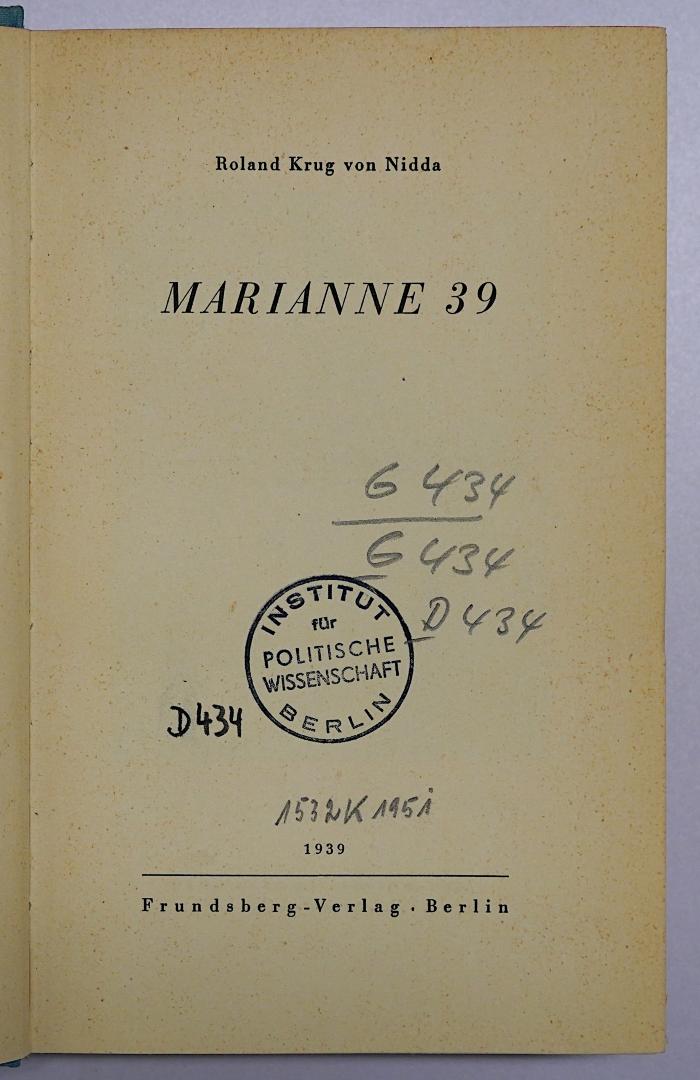 Roland Krug von Nidda
MARIANNE 39
G 434
G 434
D 434
INSTITUT
für
POLITISCHE
WISSENSCHAFT
BERLIN
D434
1939
Frundsberg-Verlag · Berlin